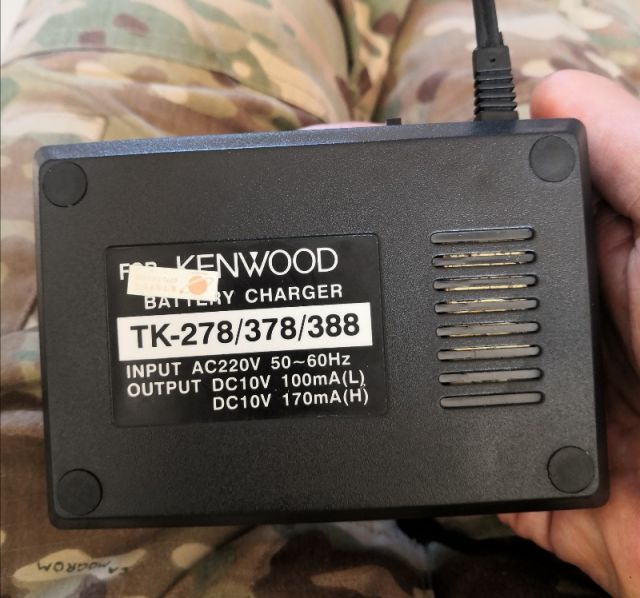 FOR KENWOOD
BATTERY CHARGER
TK-278/378/388
INPUT AC220V 50~60Hz
OUTPUT DC10V 100mA(L)
DC10V 170mA(H)